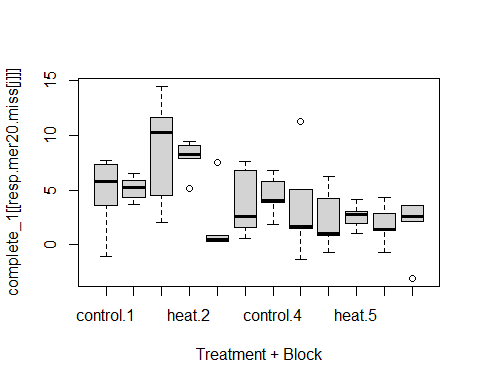 complete_1[[resp.mer20.miss[j]]]
15
10
5
0
control.1 heat.2 control.4 heat.5
Treatment + Block